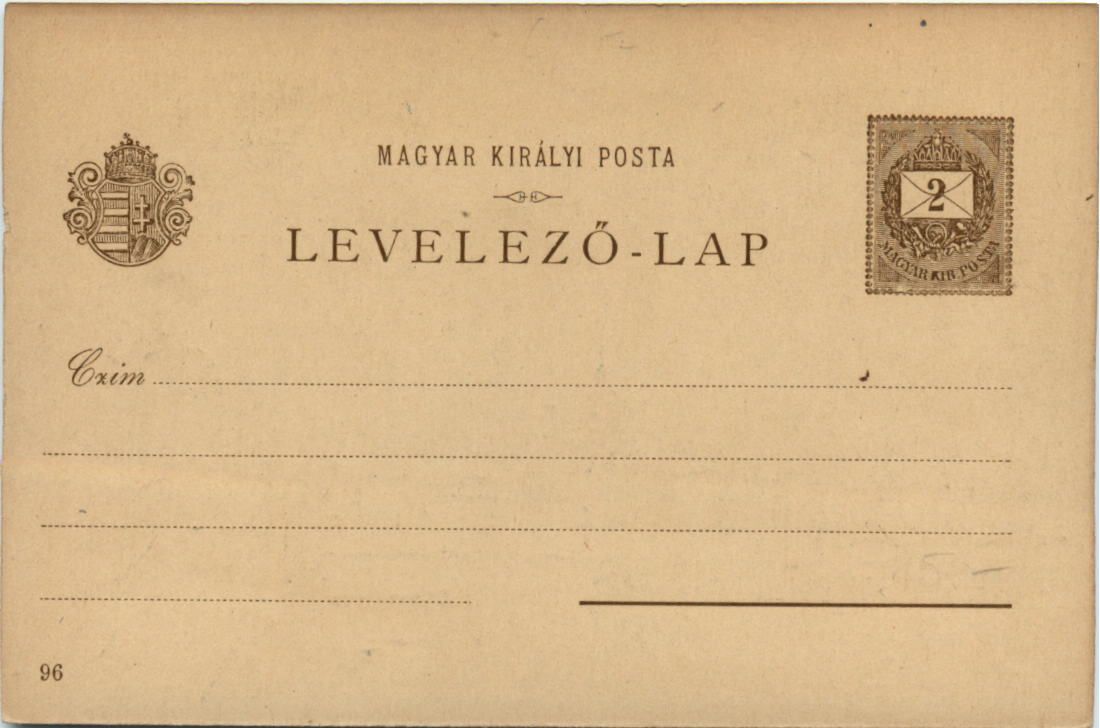 MAGYAR KIRÁLYI POSTA
LEVELEZŐ-LAP
2
MAGYAR KIR. POSTA
Czim
96